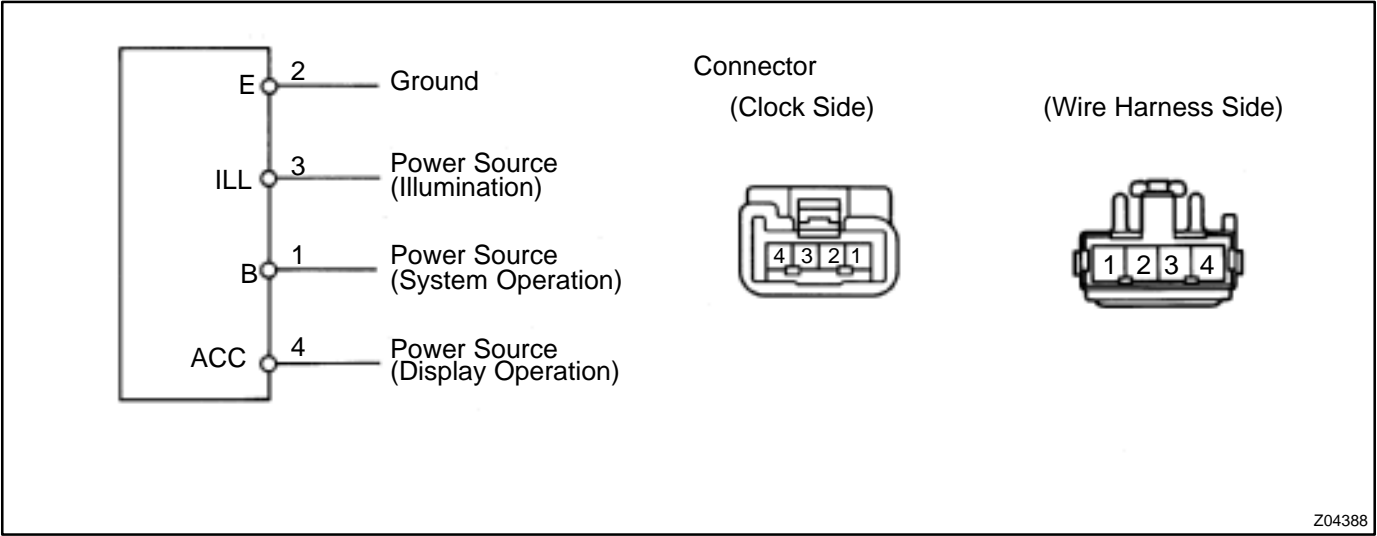 E 2 Ground
ILL 3 Power Source
(Illumination)
B 1 Power Source
(System Operation)
ACC 4 Power Source
(Display Operation)
Connector
(Clock Side)
4 3 2 1
(Wire Harness Side)
1 2 3 4
Z04388